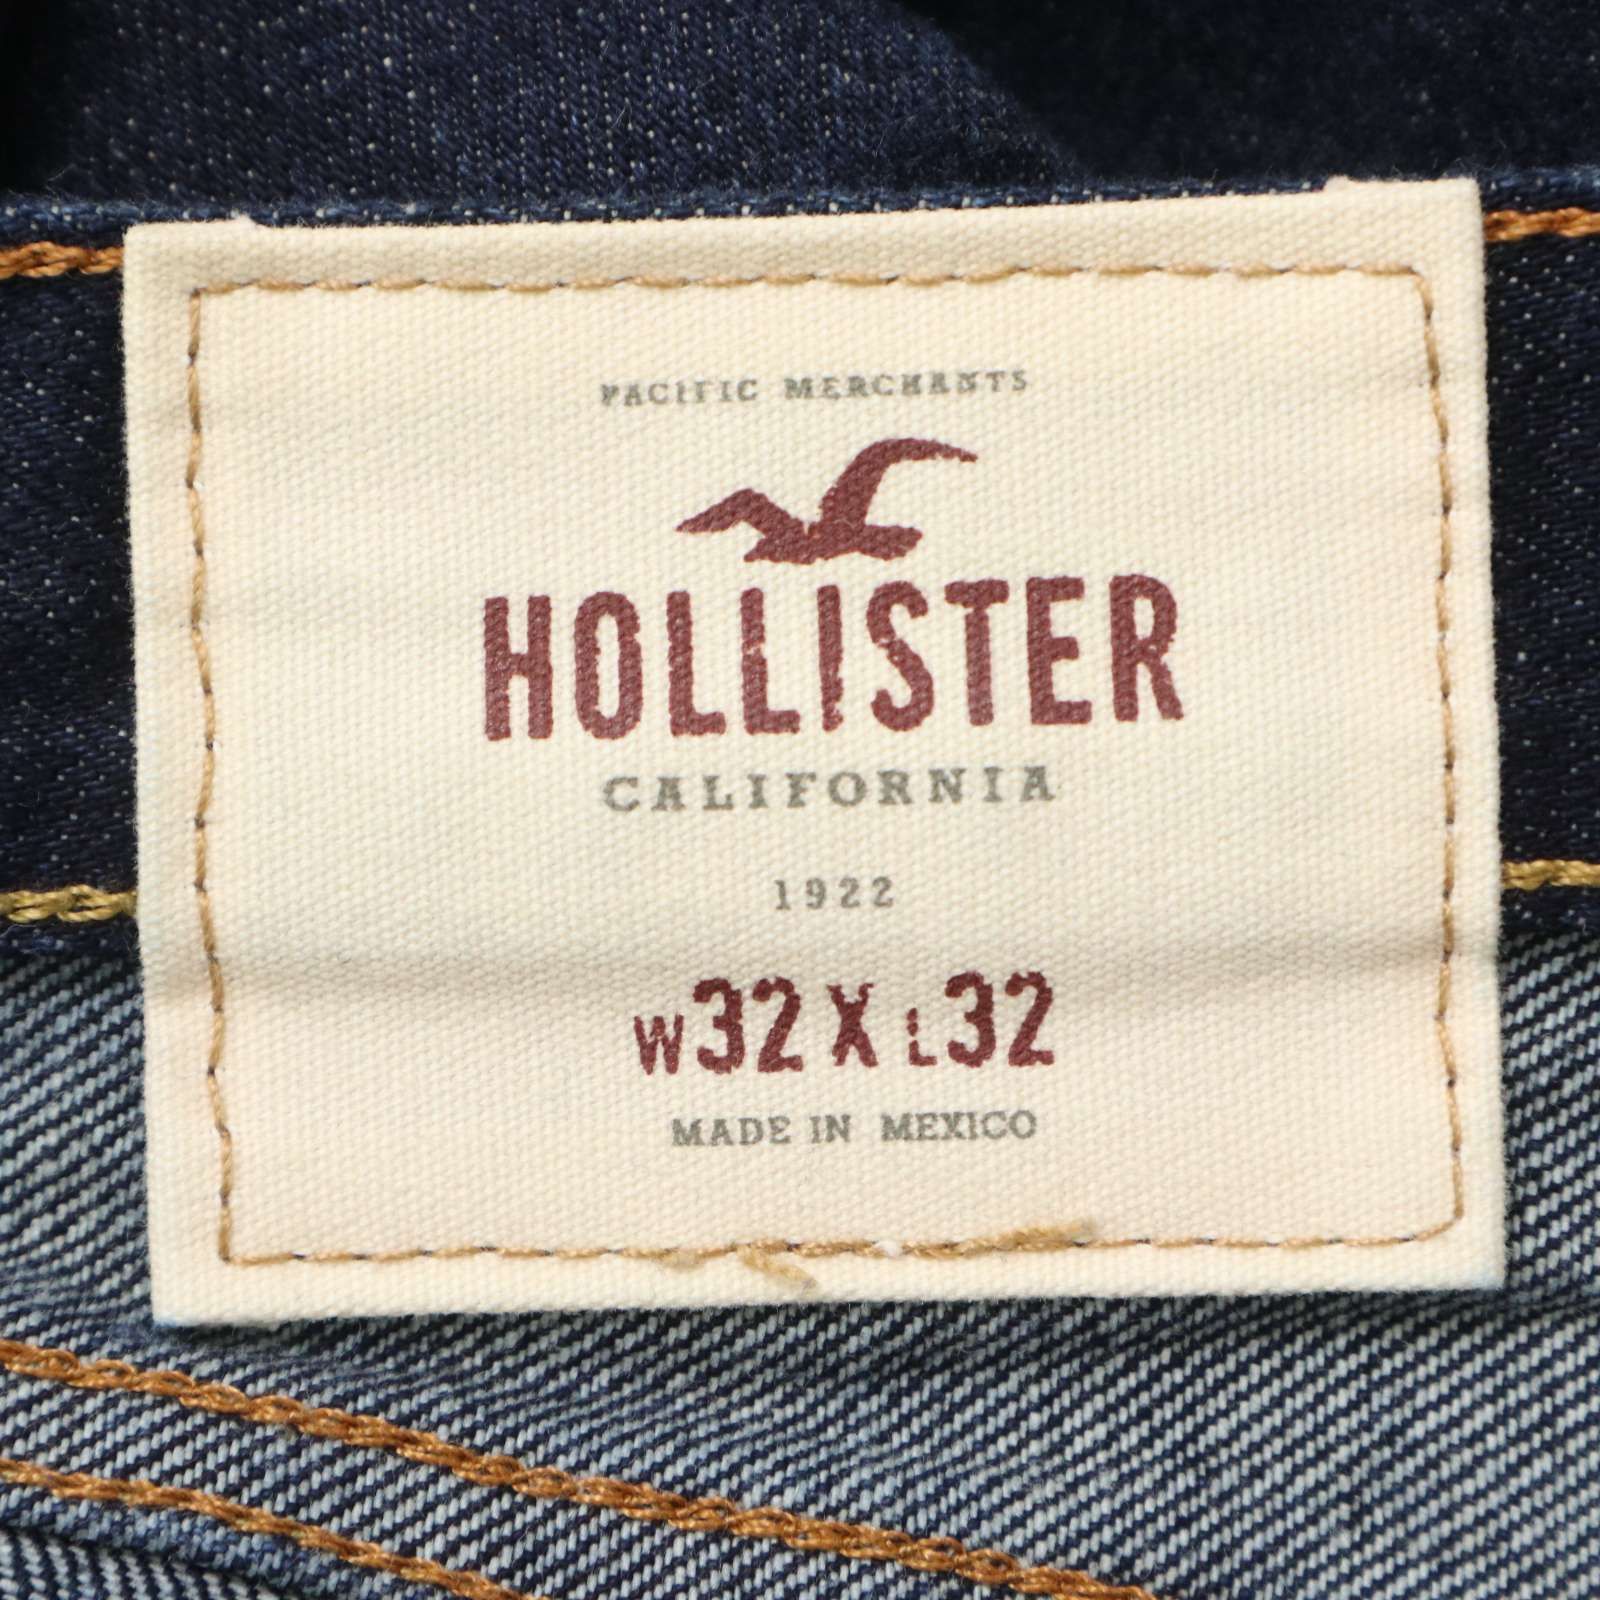 PACIFIC MERCHANTS
HOLLISTER
CALIFORNIA
1922
W32 X L32
MADE IN MEXICO